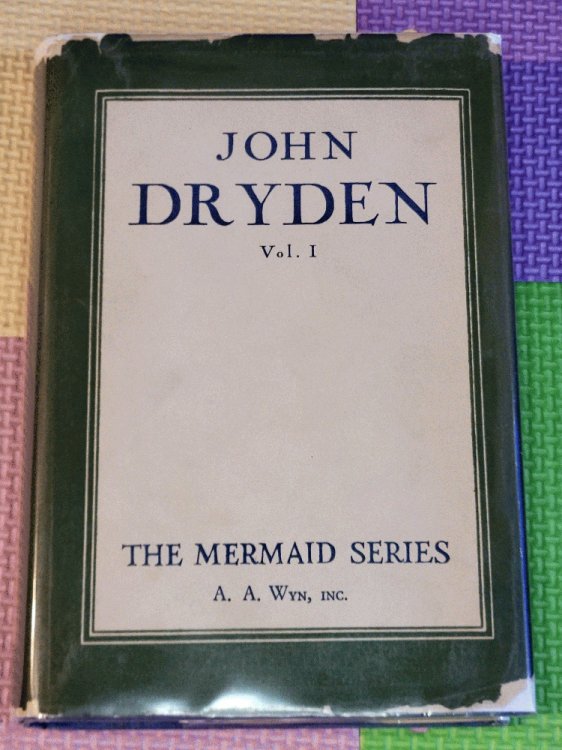 JOHN
DRYDEN
Vol. I
THE MERMAID SERIES
A. A. WYN, INC.